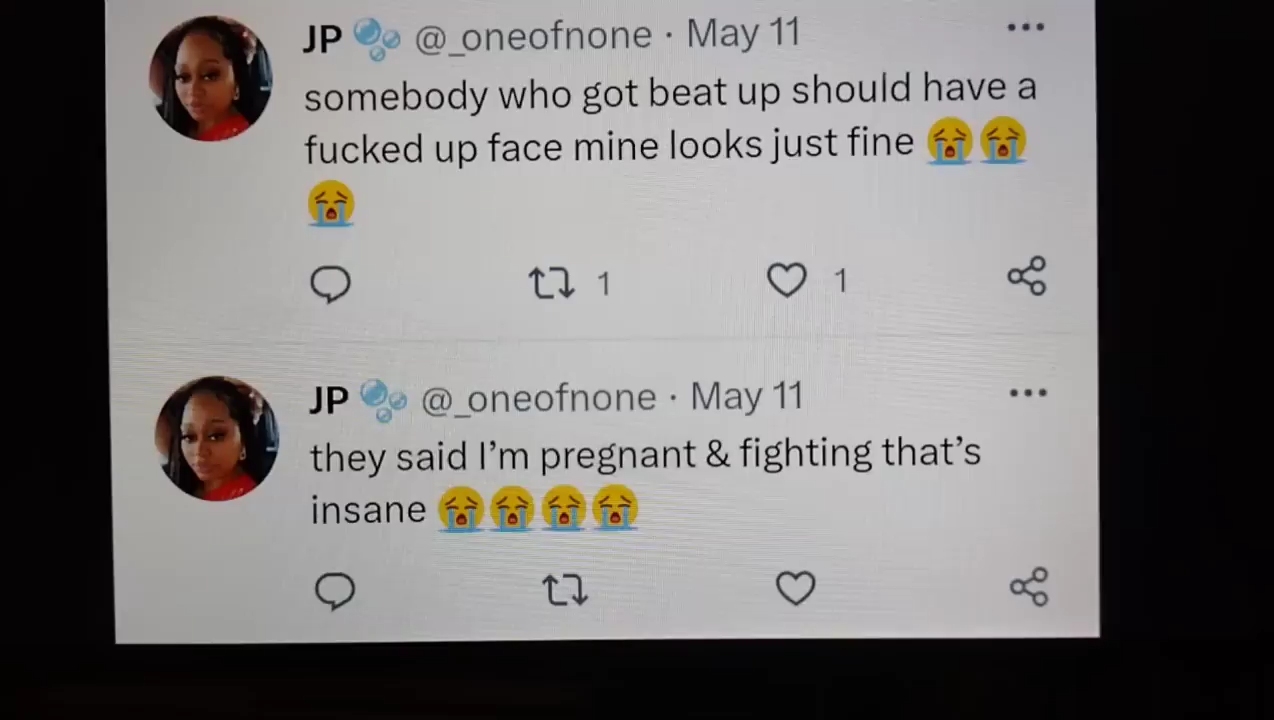 JP 🫧 @_oneofnone · May 11
somebody who got beat up should have a
fucked up face mine looks just fine 😭😭
😭
1 1
JP 🫧 @_oneofnone · May 11
they said I'm pregnant & fighting that's
insane 😭😭😭😭